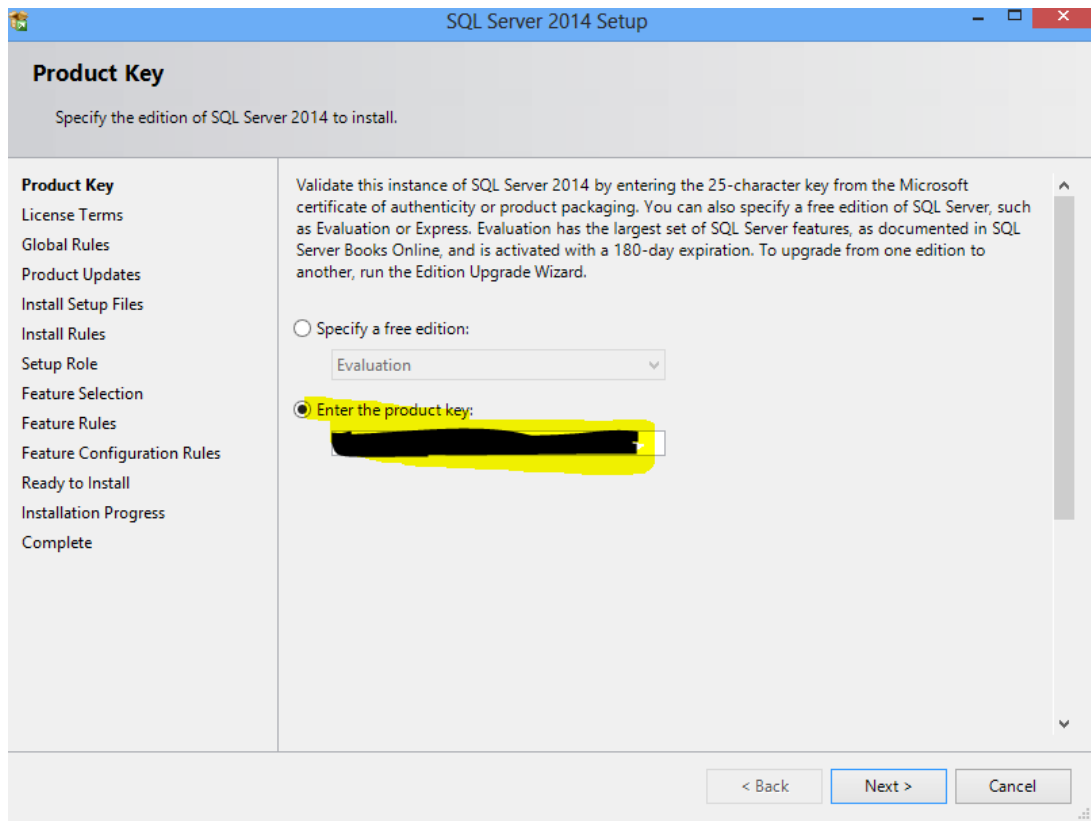 SQL Server 2014 Setup
Product Key
Specify the edition of SQL Server 2014 to install.
Product Key
License Terms
Global Rules
Product Updates
Install Setup Files
Install Rules
Setup Role
Feature Selection
Feature Rules
Feature Configuration Rules
Ready to Install
Installation Progress
Complete
Validate this instance of SQL Server 2014 by entering the 25-character key from the Microsoft
certificate of authenticity or product packaging. You can also specify a free edition of SQL Server, such
as Evaluation or Express. Evaluation has the largest set of SQL Server features, as documented in SQL
Server Books Online, and is activated with a 180-day expiration. To upgrade from one edition to
another, run the Edition Upgrade Wizard.
Specify a free edition:
Evaluation
Enter the product key:
< Back
Next >
Cancel